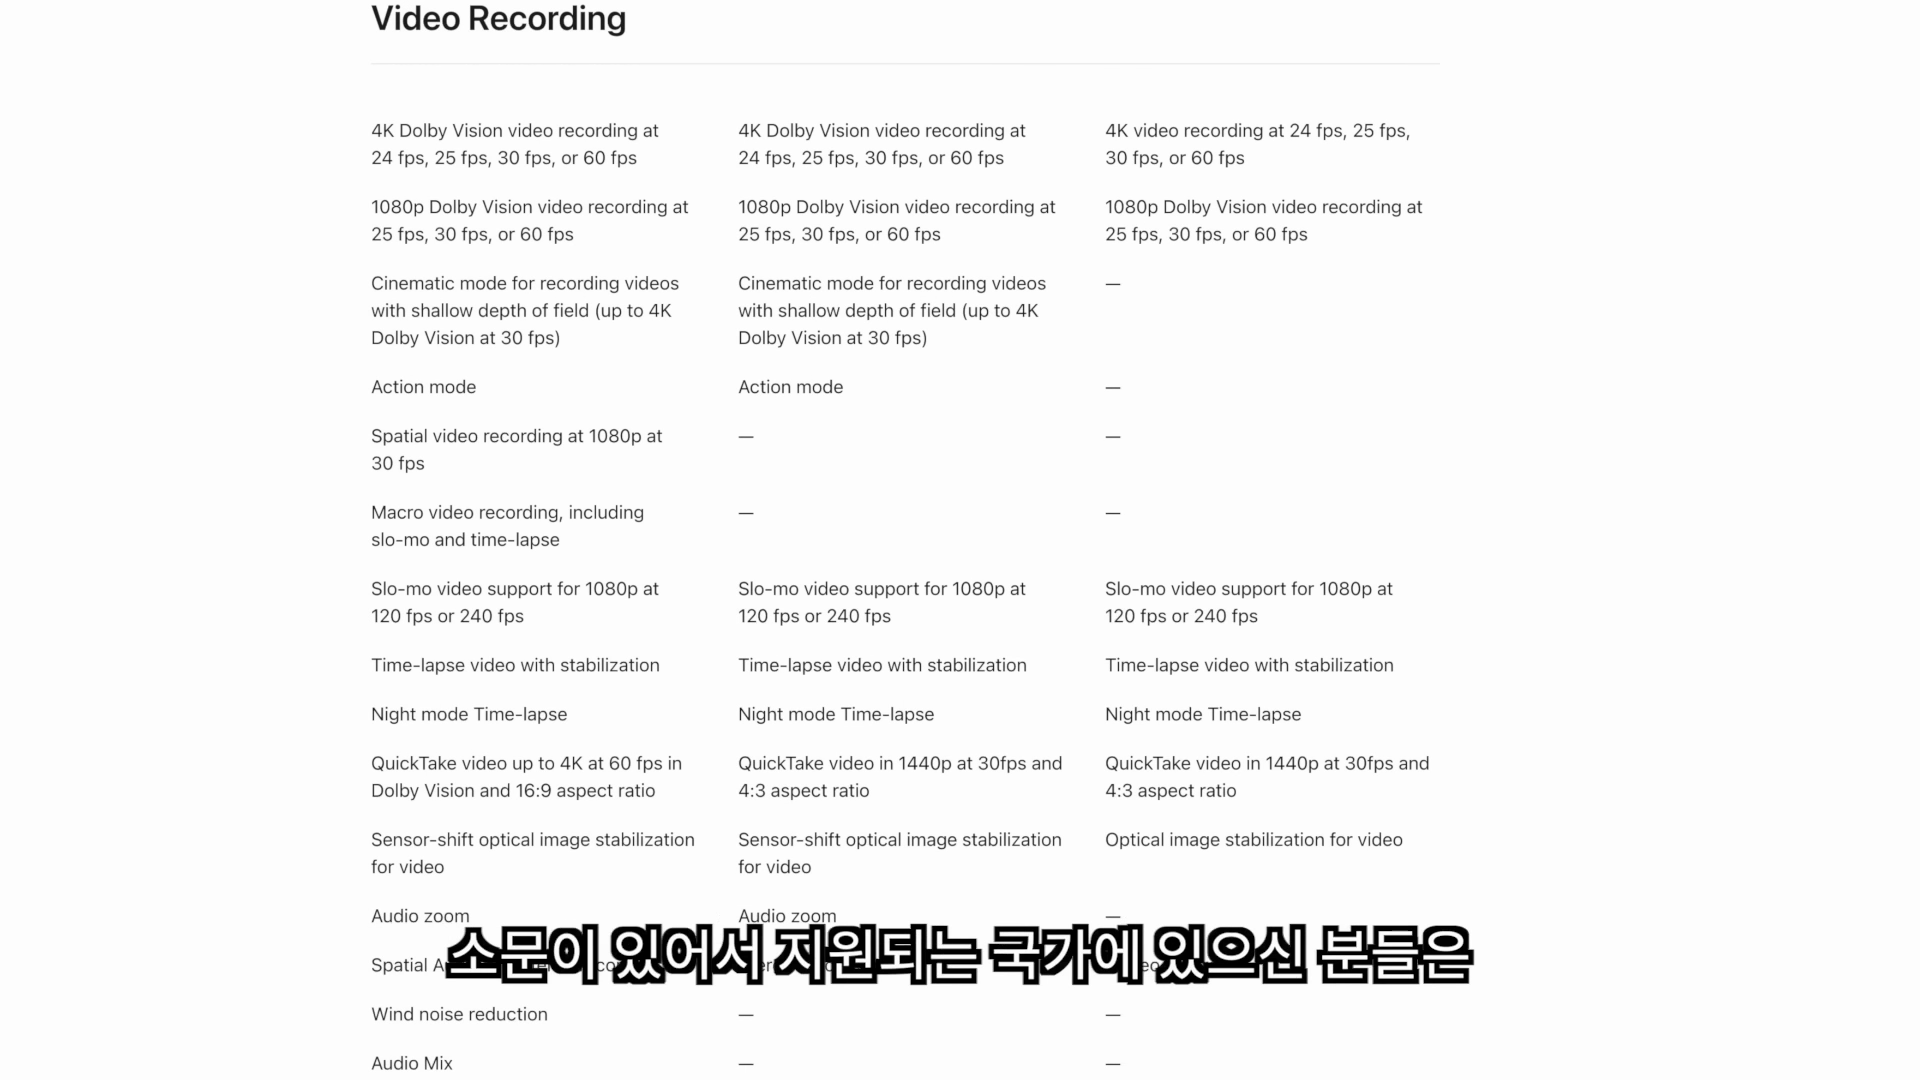 Video Recording
4K Dolby Vision video recording at
24 fps, 25 fps, 30 fps, or 60 fps
4K Dolby Vision video recording at
24 fps, 25 fps, 30 fps, or 60 fps
4K video recording at 24 fps, 25 fps,
30 fps, or 60 fps
1080p Dolby Vision video recording at
25 fps, 30 fps, or 60 fps
1080p Dolby Vision video recording at
25 fps, 30 fps, or 60 fps
1080p Dolby Vision video recording at
25 fps, 30 fps, or 60 fps
Cinematic mode for recording videos
with shallow depth of field (up to 4K
Dolby Vision at 30 fps)
Cinematic mode for recording videos
with shallow depth of field (up to 4K
Dolby Vision at 30 fps)
—
Action mode
Action mode
—
Spatial video recording at 1080p at
30 fps
—
—
Macro video recording, including
slo-mo and time-lapse
—
—
Slo-mo video support for 1080p at
120 fps or 240 fps
Slo-mo video support for 1080p at
120 fps or 240 fps
Slo-mo video support for 1080p at
120 fps or 240 fps
Time-lapse video with stabilization
Time-lapse video with stabilization
Time-lapse video with stabilization
Night mode Time-lapse
Night mode Time-lapse
Night mode Time-lapse
QuickTake video up to 4K at 60 fps in
Dolby Vision and 16:9 aspect ratio
QuickTake video in 1440p at 30fps and
4:3 aspect ratio
QuickTake video in 1440p at 30fps and
4:3 aspect ratio
Sensor-shift optical image stabilization
for video
Sensor-shift optical image stabilization
for video
Optical image stabilization for video
Audio zoom
Audio zoom
—
Spatial
소문이 있어서 지원되는 국가에 있으신 분들은
Wind noise reduction
—
—
Audio Mix
—
—